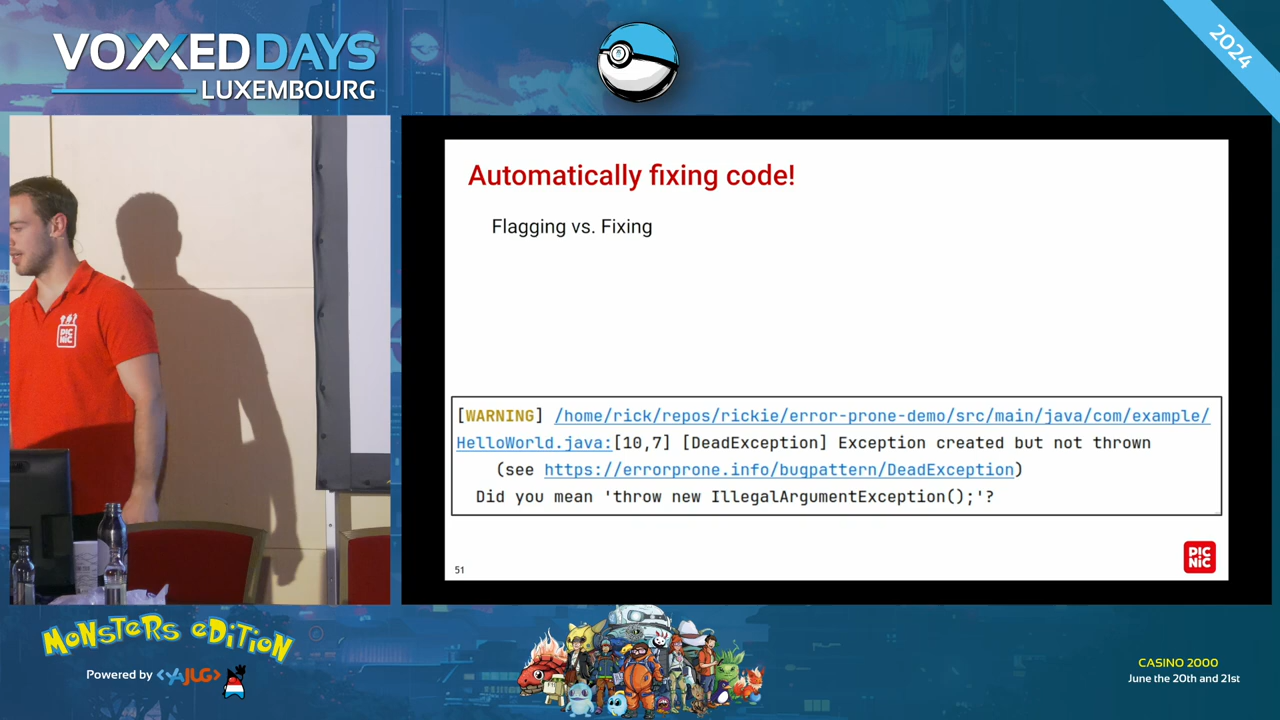 VOXXED DAYS
LUXEMBOURG
2024
PIC
NIC
Automatically fixing code!
Flagging vs. Fixing
[WARNING] /home/rick/repos/rickie/error-prone-demo/src/main/java/com/example/
HelloWorld.java:[10,7] [DeadException] Exception created but not thrown
(see https://errorprone.info/bugpattern/DeadException)
Did you mean 'throw new IllegalArgumentException();'?
51
PIC
NIC
MONSTERS EDITION
Powered by <YAJUG>
CASINO 2000
June the 20th and 21st